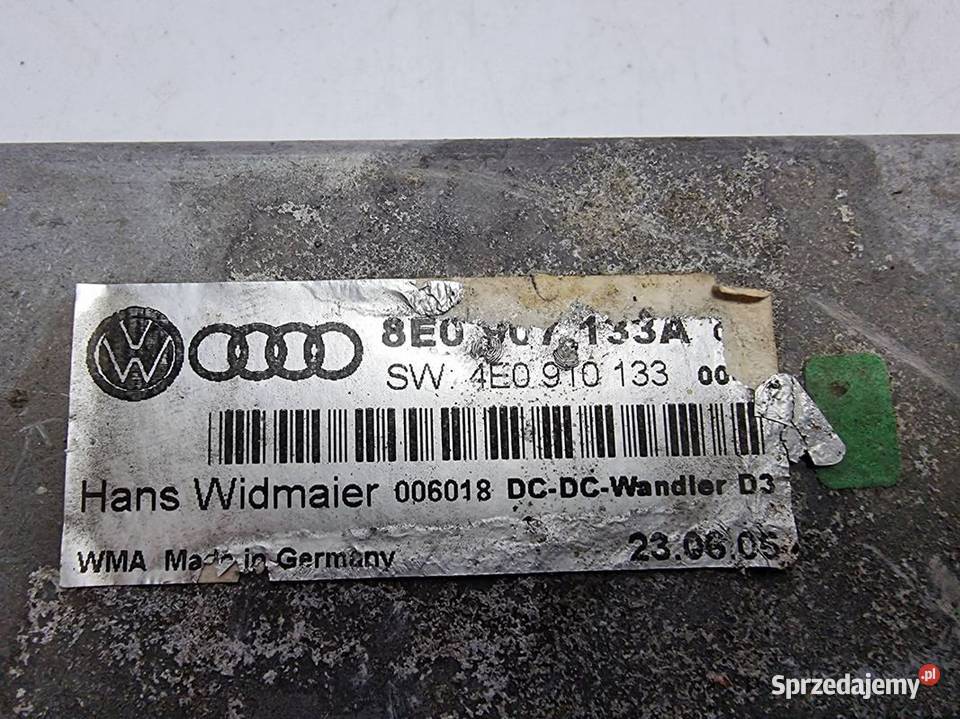 8E0 907 133A
SW: 4E0 910 133 00
Hans Widmaier 006018 DC-DC-Wandler D3
WMA Made in Germany 23.06.05
Sprzedajemy.pl